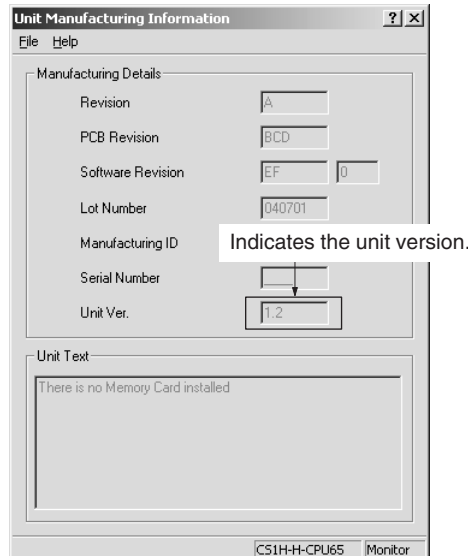 Unit Manufacturing Information
File Help
Manufacturing Details
Revision A
PCB Revision BCD
Software Revision EF 0
Lot Number 040701
Manufacturing ID
Indicates the unit version.
Serial Number
Unit Ver. 1.2
Unit Text
There is no Memory Card installed
CS1H-H-CPU65 Monitor